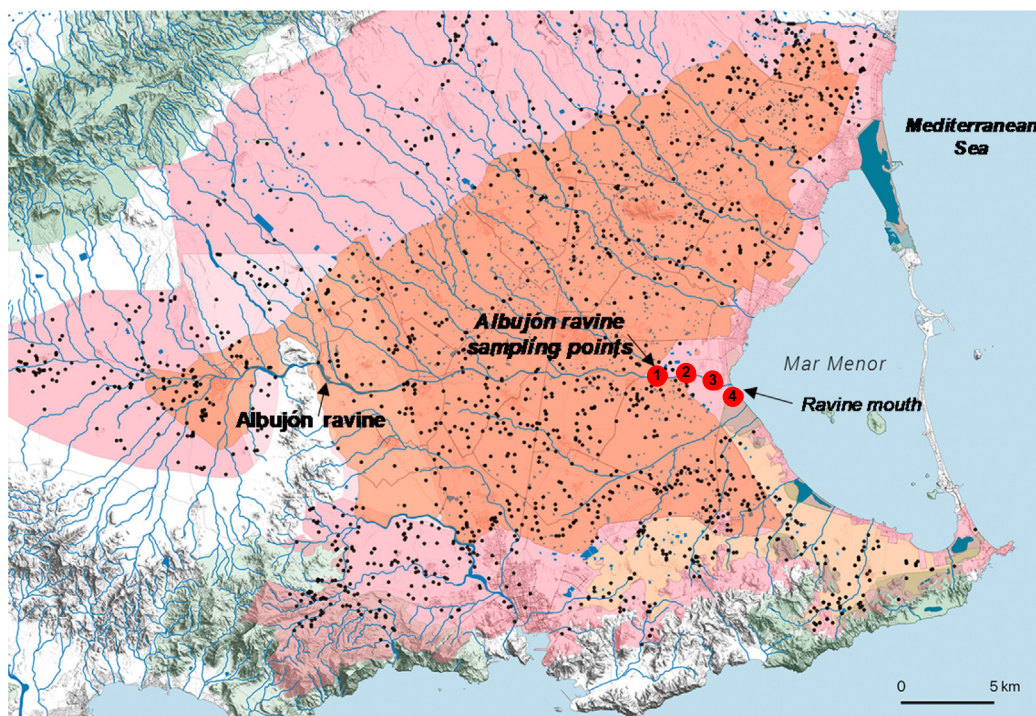 Mediterranean
Sea
Albujón ravine
sampling points
1
2
3
4
Mar Menor
Ravine mouth
Albujón ravine
0
5 km